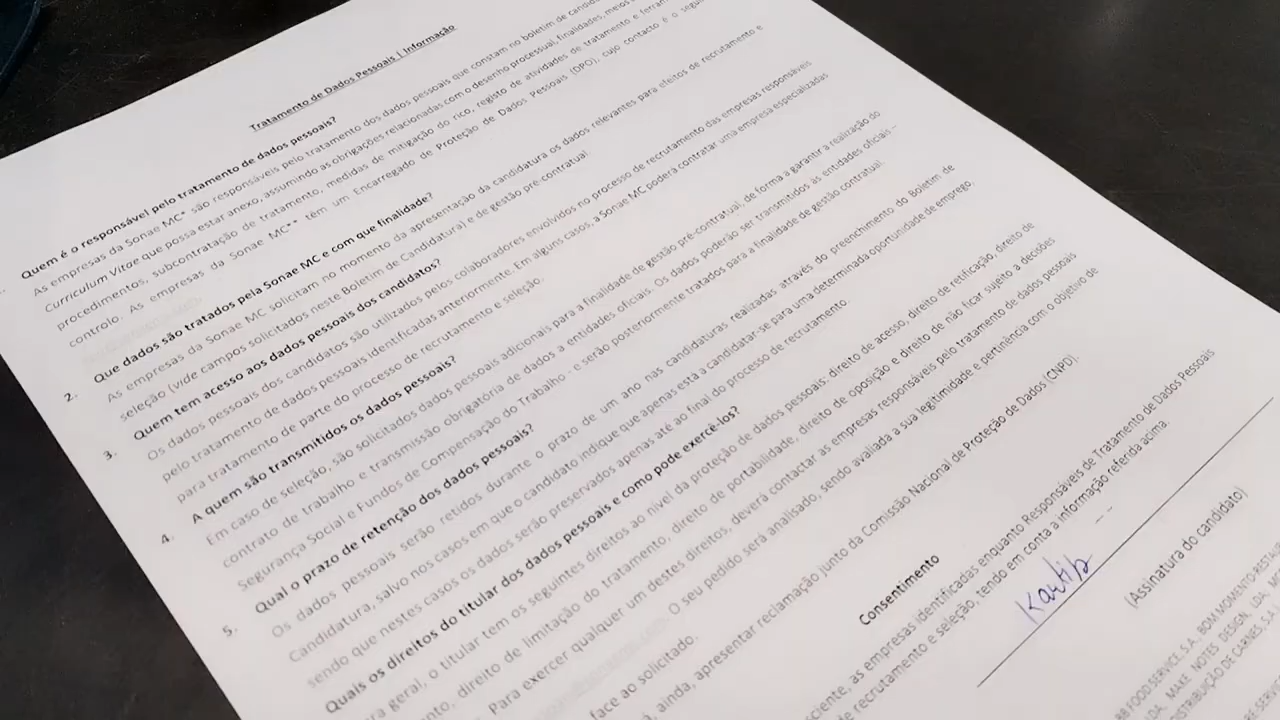 Tratamento de Dados Pessoais | Informação
Quem é o responsável pelo tratamento de dados pessoais?
As empresas da Sonae MC* são responsáveis pelo tratamento dos dados pessoais que constam no boletim de
Curriculum Vitae que possa estar anexo, assumindo as obrigações relacionadas com o desenho processual, finalidades, meios
procedimentos, subcontratação de tratamento, medidas de mitigação do rico, registo de atividades de tratamento e
controlo. As empresas da Sonae MC** têm um Encarregado de Proteção de Dados Pessoais (DPO), cujo contacto é o
2. Que dados são tratados pela Sonae MC e com que finalidade?
As empresas da Sonae MC solicitam no momento da apresentação da candidatura os dados relevantes para efeitos de recrutamento e
seleção (vide campos solicitados neste Boletim de Candidatura) e de gestão pré-contratual
3. Quem tem acesso aos dados pessoais dos candidatos?
Os dados pessoais dos candidatos são utilizados pelos colaboradores envolvidos no processo de recrutamento das empresas responsáveis
pelo tratamento de dados pessoais identificadas anteriormente. Em alguns casos, a Sonae MC poderá contratar uma empresa especializadas
para tratamento de parte do processo de recrutamento e seleção.
4. A quem são transmitidos os dados pessoais?
Em caso de seleção, são solicitados dados pessoais adicionais para a finalidade de gestão pré-contratual, de forma a garantir a realização do
contrato de trabalho e transmissão obrigatória de dados a entidades oficiais. Os dados poderão ser transmitidos às entidades oficiais –
Segurança Social e Fundos de Compensação do Trabalho - e serão posteriormente tratados para a finalidade de gestão contratual.
5. Qual o prazo de retenção dos dados pessoais?
Os dados pessoais serão retidos durante o prazo de um ano nas candidaturas realizadas através do preenchimento do Boletim de
Candidatura, salvo nos casos em que o candidato indique que apenas está a candidatar-se para uma determinada oportunidade de emprego,
sendo que nestes casos os dados serão preservados apenas até ao final do processo de recrutamento.
Quais os direitos do titular dos dados pessoais e como pode exercê-los?
geral, o titular tem os seguintes direitos ao nível da proteção de dados pessoais: direito de acesso, direito de retificação, direito de
direito de limitação do tratamento, direito de portabilidade, direito de oposição e direito de não ficar sujeito a decisões
Para exercer qualquer um destes direitos, deverá contactar as empresas responsáveis pelo tratamento de dados pessoais
O seu pedido será analisado, sendo avaliada a sua legitimidade e pertinência com o objetivo de
face ao solicitado.
ainda, apresentar reclamação junto da Comissão Nacional de Proteção de Dados (CNPD).
Consentimento
as empresas identificadas enquanto Responsáveis de Tratamento de Dados Pessoais
de recrutamento e seleção, tendo em conta a informação referida acima.
Kartik
(Assinatura do candidato)
FOOD SERVICE, S.A. BOM MOMENTO
MAKE NOTES DESIGN, LDA,
DISTRIBUIÇÃO DE CARNES, S.A.